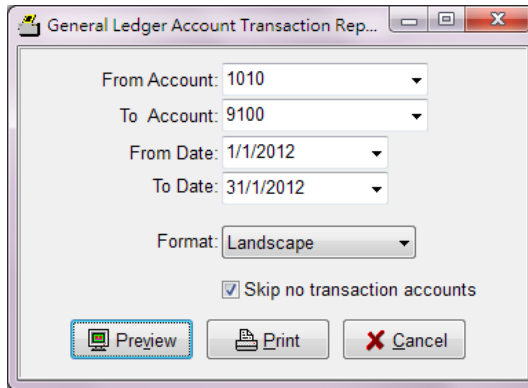 General Ledger Account Transaction Rep...
From Account: 1010
To Account: 9100
From Date: 1/1/2012
To Date: 31/1/2012
Format: Landscape
Skip no transaction accounts
Preview Print Cancel